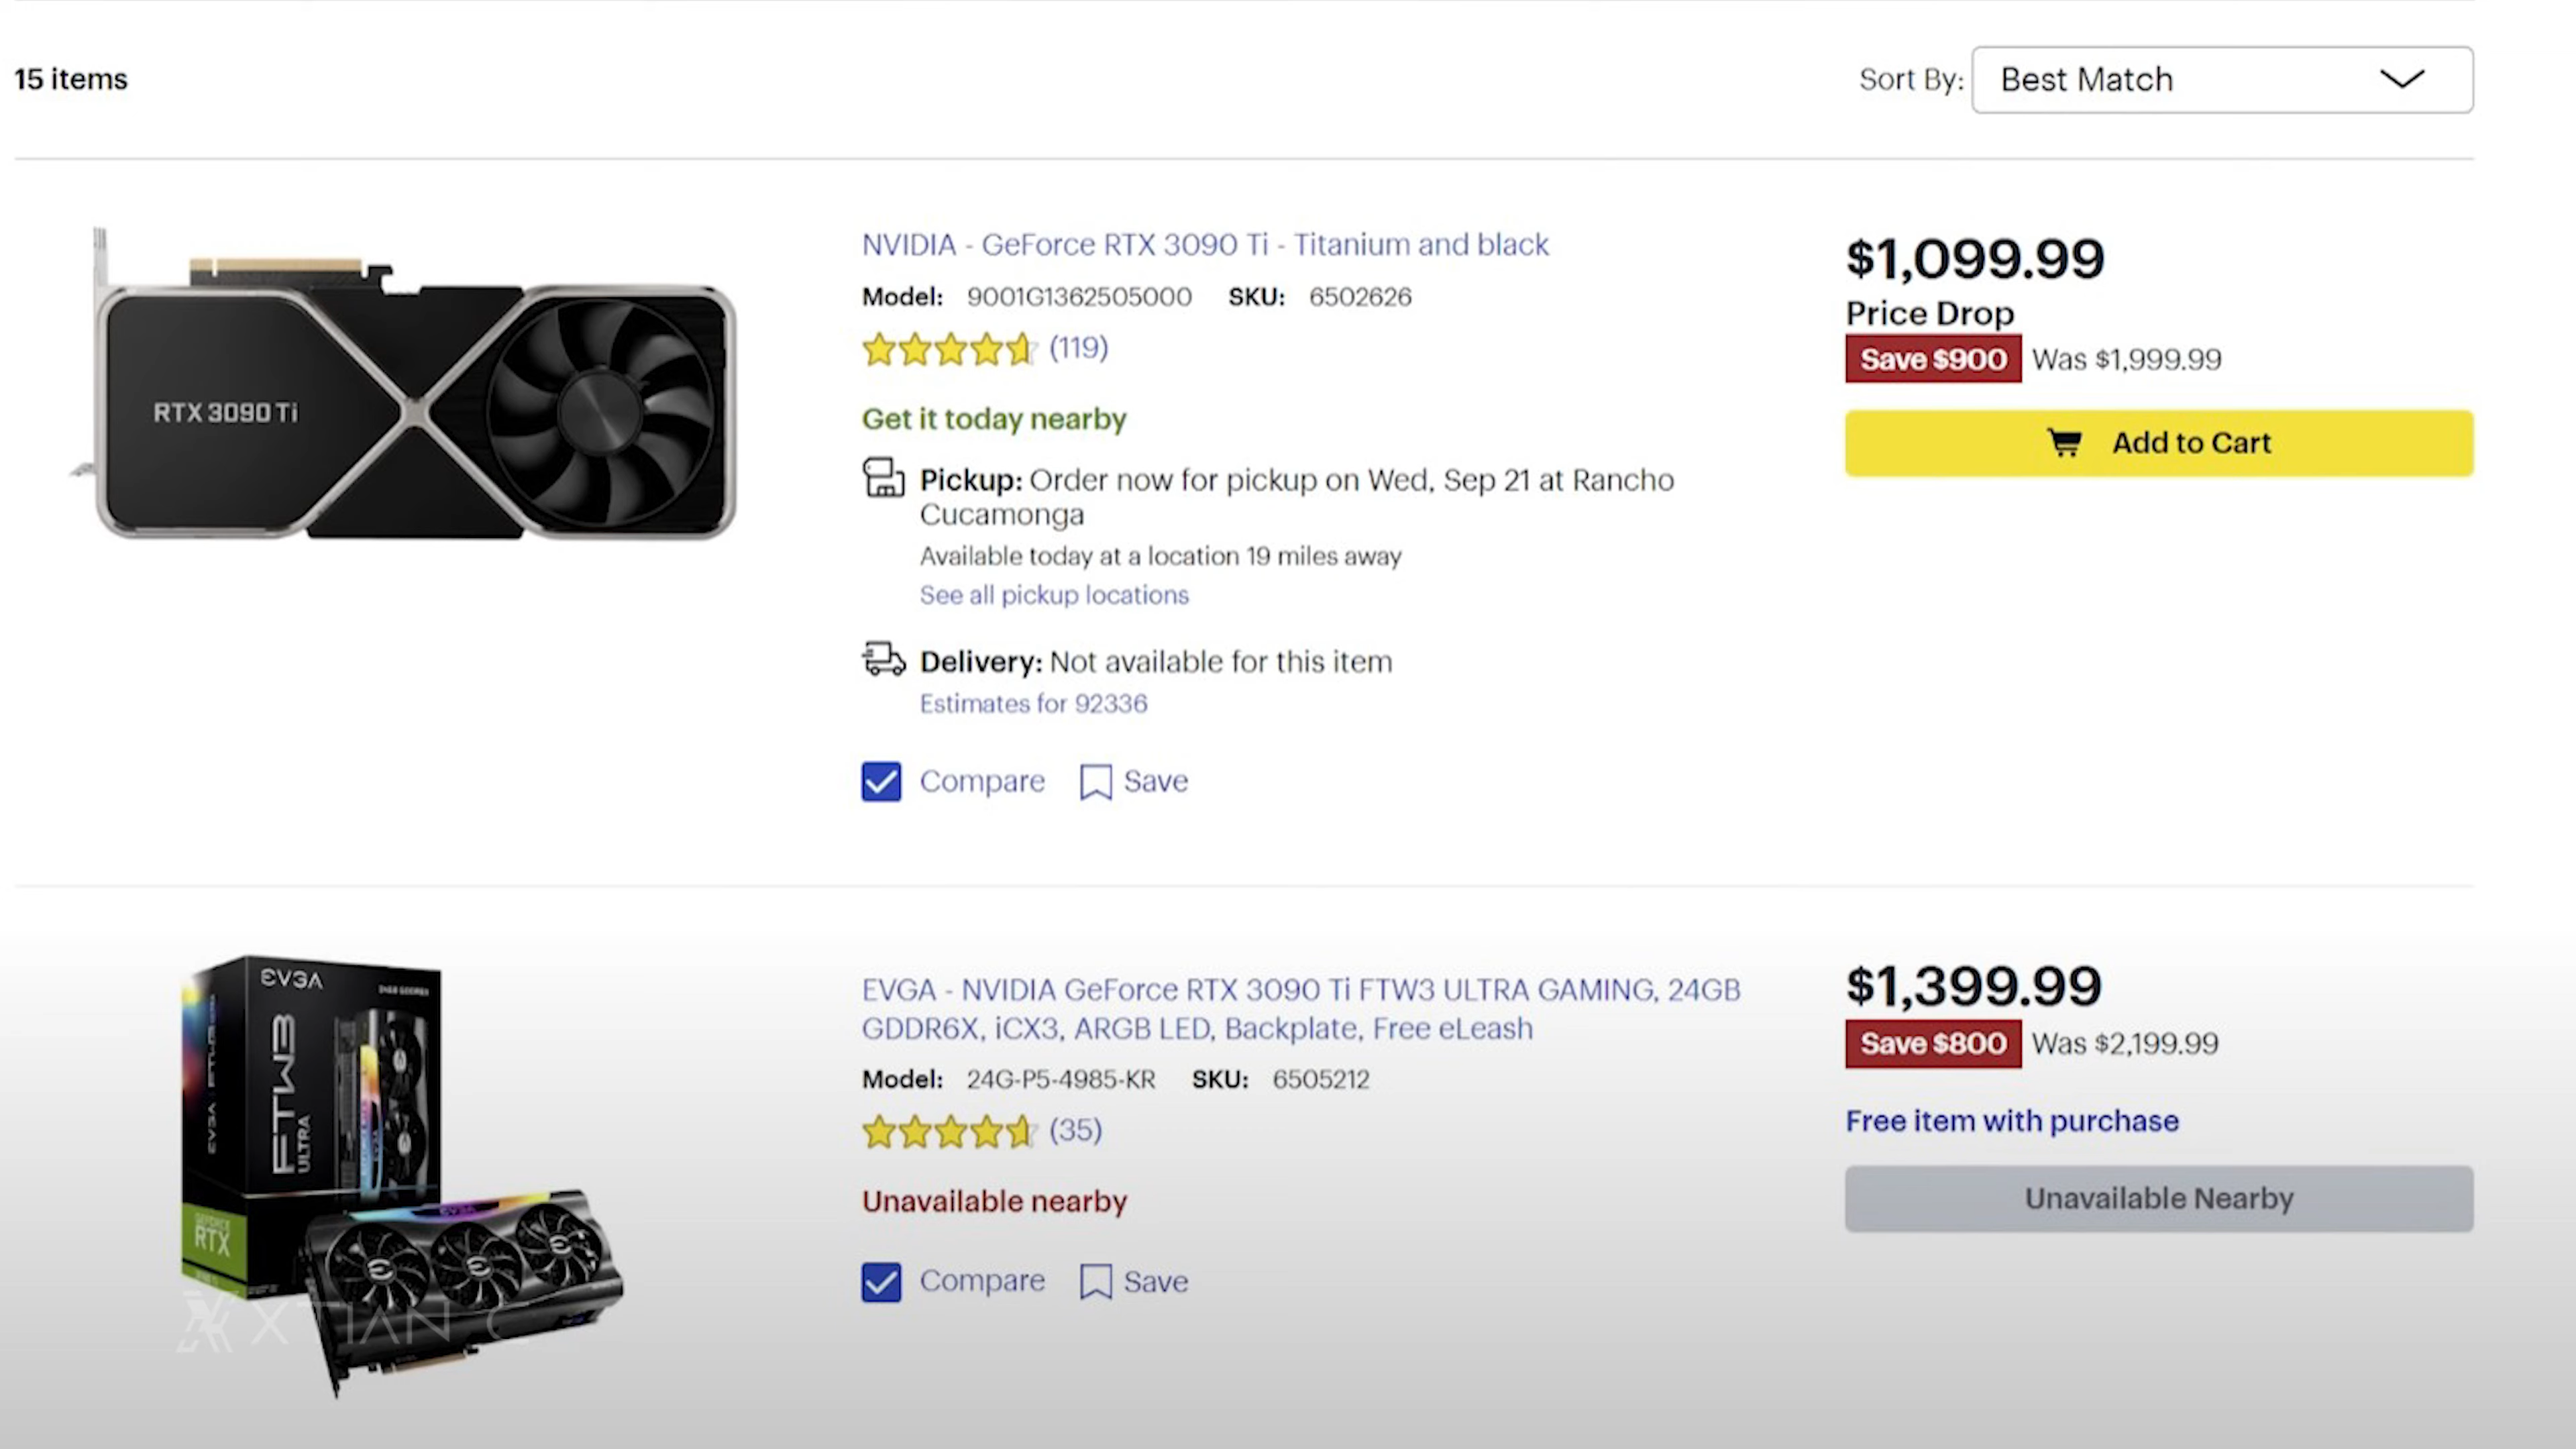 15 items
Sort By: Best Match
RTX 3090 Ti
NVIDIA - GeForce RTX 3090 Ti - Titanium and black
Model: 9001G1362505000 SKU: 6502626
(119)
Get it today nearby
Pickup: Order now for pickup on Wed, Sep 21 at Rancho
Cucamonga
Available today at a location 19 miles away
See all pickup locations
Delivery: Not available for this item
Estimates for 92336
Compare Save
$1,099.99
Price Drop
Save $900 Was $1,999.99
Add to Cart
EVGA
24GB GDDR6X
FTW3
ULTRA
GEFORCE
RTX
XTIAN C
EVGA - NVIDIA GeForce RTX 3090 Ti FTW3 ULTRA GAMING, 24GB
GDDR6X, iCX3, ARGB LED, Backplate, Free eLeash
Model: 24G-P5-4985-KR SKU: 6505212
(35)
Unavailable nearby
Compare Save
$1,399.99
Save $800 Was $2,199.99
Free item with purchase
Unavailable Nearby